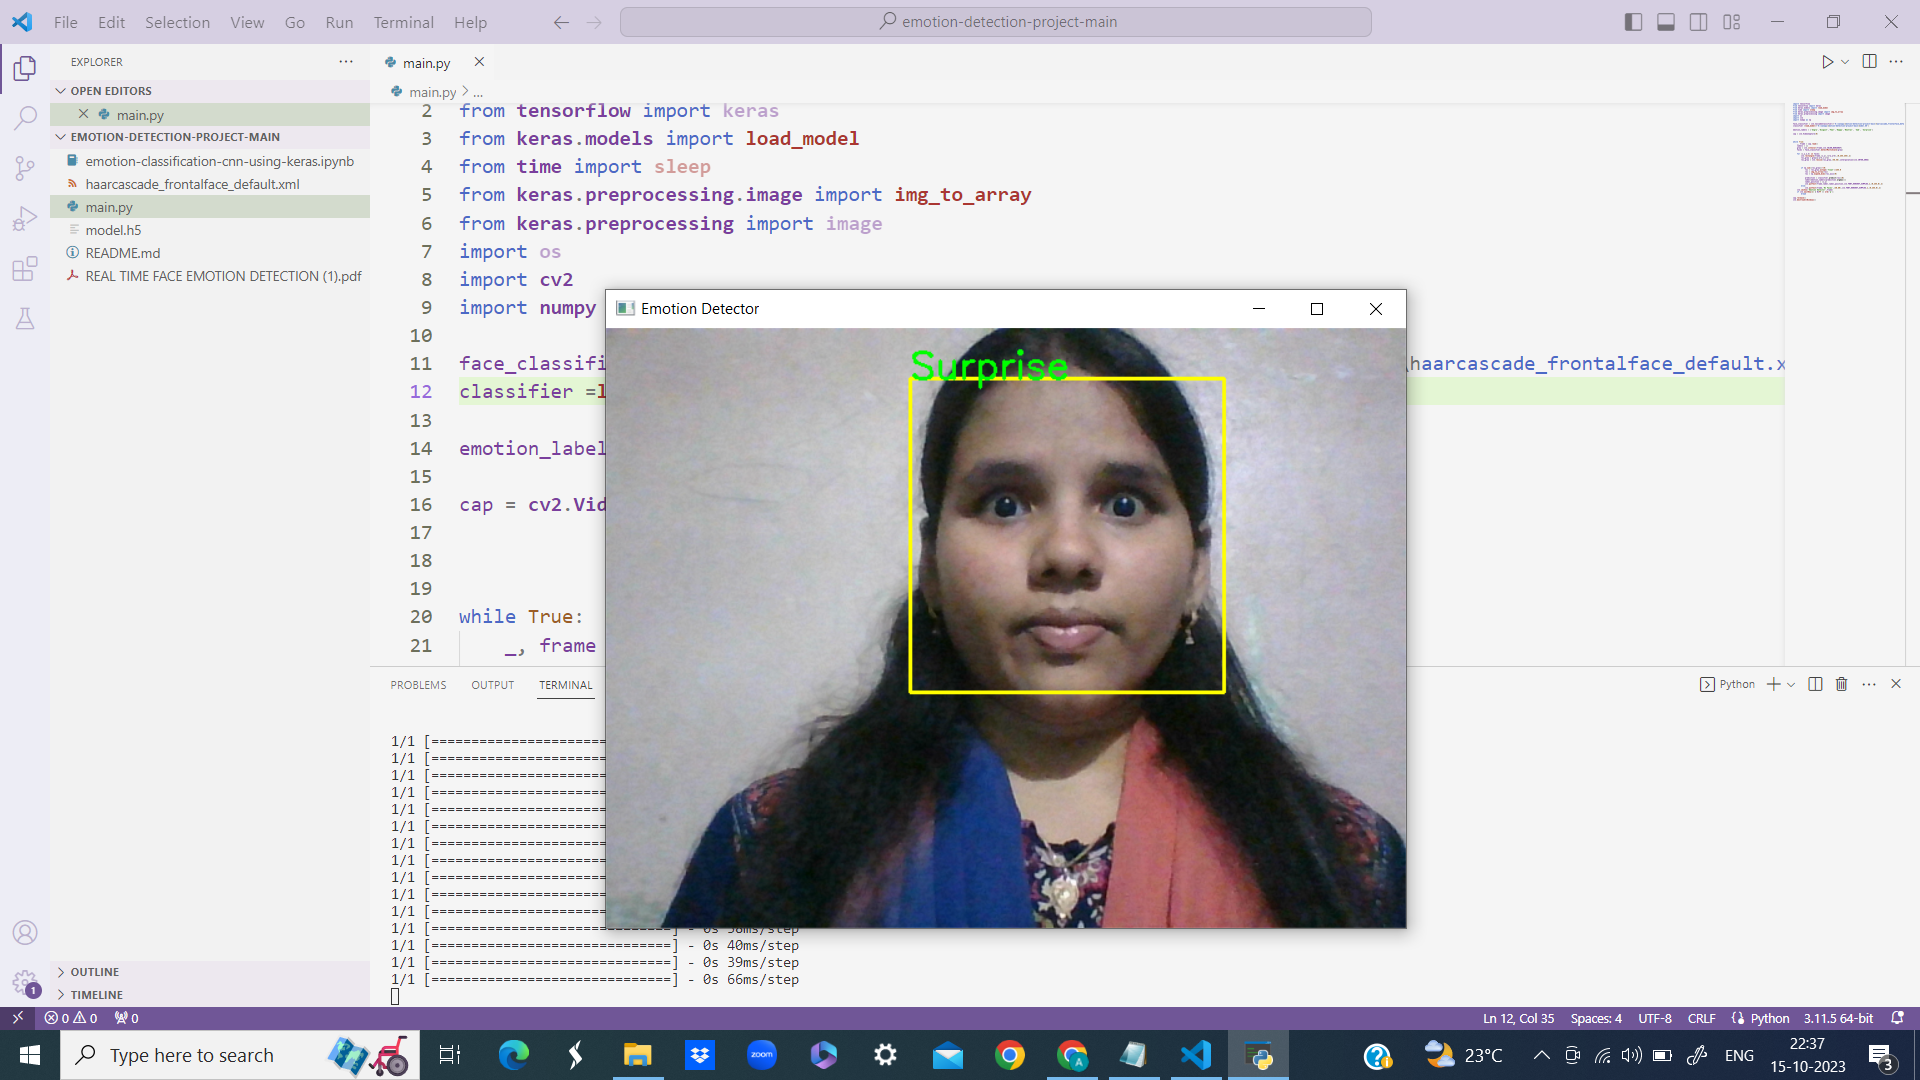 File Edit Selection View Go Run Terminal Help
emotion-detection-project-main
EXPLORER
OPEN EDITORS
main.py
EMOTION-DETECTION-PROJECT-MAIN
emotion-classification-cnn-using-keras.ipynb
haarcascade_frontalface_default.xml
main.py
model.h5
README.md
REAL TIME FACE EMOTION DETECTION (1).pdf
OUTLINE
TIMELINE
main.py
main.py > ...
2 from tensorflow import keras
3 from keras.models import load_model
4 from time import sleep
5 from keras.preprocessing.image import img_to_array
6 from keras.preprocessing import image
7 import os
8 import cv2
9 import numpy
10
11 face_classifi \haarcascade_frontalface_default.x
12 classifier =l
13
14 emotion_label
15
16 cap = cv2.Vid
17
18
19
20 while True:
21 _, frame
Emotion Detector
Surprise
PROBLEMS OUTPUT TERMINAL
Python
1/1 [======================
1/1 [======================
1/1 [======================
1/1 [======================
1/1 [======================
1/1 [======================
1/1 [======================
1/1 [======================
1/1 [======================
1/1 [======================
1/1 [======================
1/1 [==============================] - 0s 58ms/step
1/1 [==============================] - 0s 40ms/step
1/1 [==============================] - 0s 39ms/step
1/1 [==============================] - 0s 66ms/step
1
0 0 0
Ln 12, Col 35 Spaces: 4 UTF-8 CRLF Python 3.11.5 64-bit
Type here to search
zoom
A
23°C
ENG
22:37
15-10-2023
3